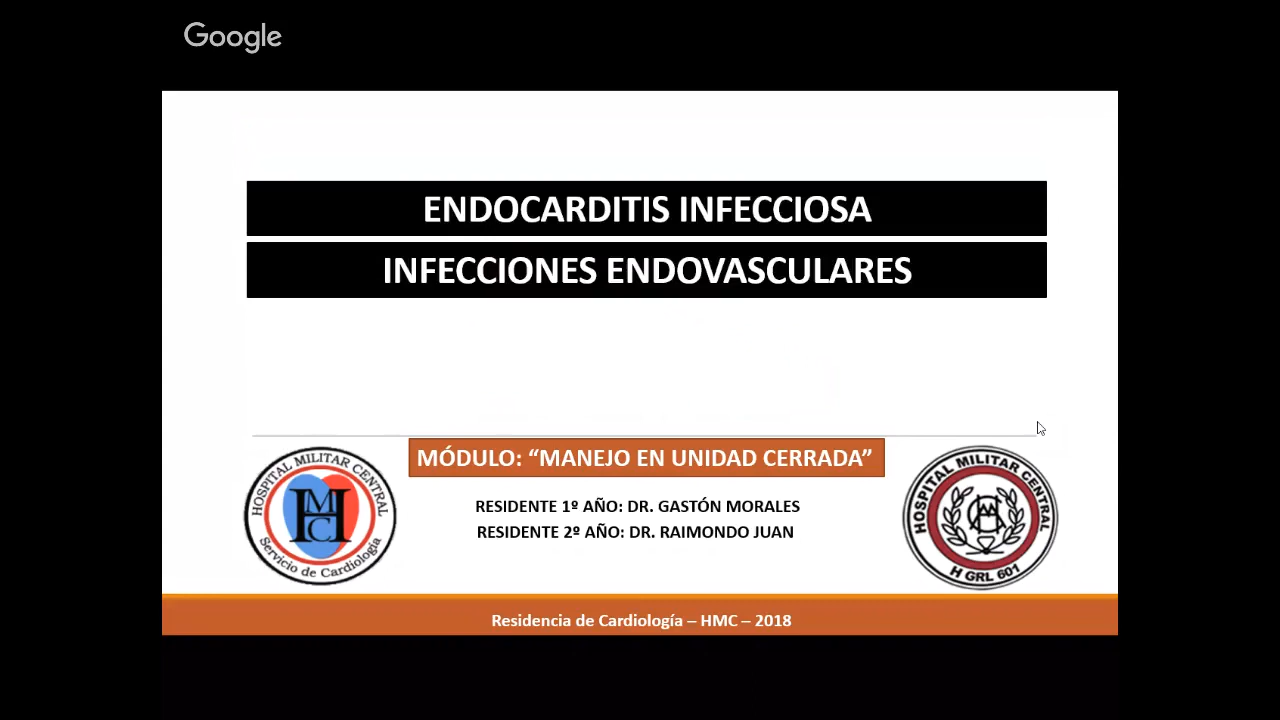 Google
ENDOCARDITIS INFECCIOSA
INFECCIONES ENDOVASCULARES
MÓDULO: “MANEJO EN UNIDAD CERRADA”
HOSPITAL MILITAR CENTRAL
HMC
Servicio de Cardiología
RESIDENTE 1º AÑO: DR. GASTÓN MORALES
RESIDENTE 2º AÑO: DR. RAIMONDO JUAN
HOSPITAL MILITAR CENTRAL
H GRL 601
Residencia de Cardiología – HMC – 2018